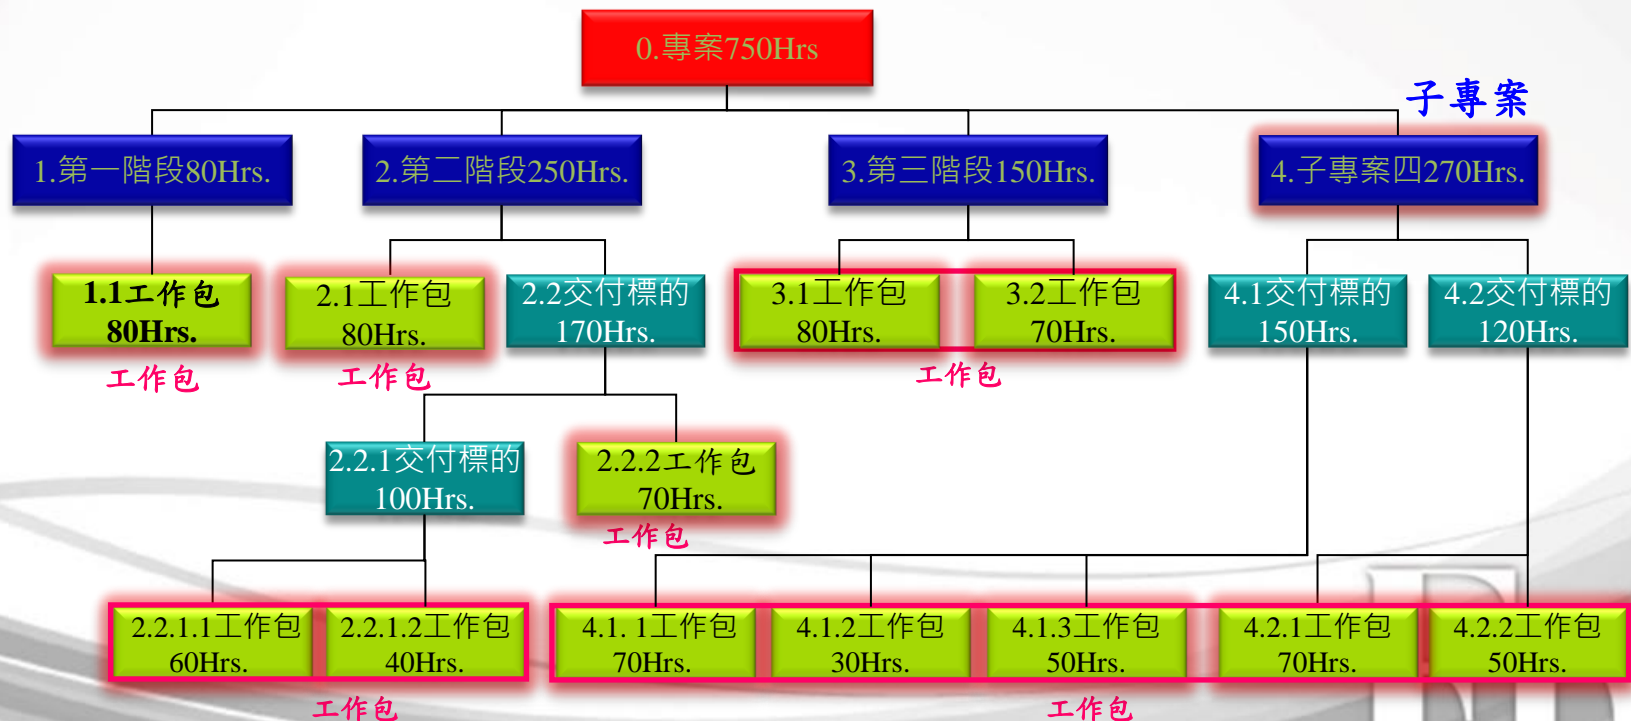 0.專案750Hrs
子專案
1.第一階段80Hrs.
2.第二階段250Hrs.
3.第三階段150Hrs.
4.子專案四270Hrs.
1.1工作包
80Hrs.
2.1工作包
80Hrs.
2.2交付標的
170Hrs.
3.1工作包
80Hrs.
3.2工作包
70Hrs.
4.1交付標的
150Hrs.
4.2交付標的
120Hrs.
工作包
工作包
工作包
2.2.1交付標的
100Hrs.
2.2.2工作包
70Hrs.
工作包
2.2.1.1工作包
60Hrs.
2.2.1.2工作包
40Hrs.
4.1. 1工作包
70Hrs.
4.1.2工作包
30Hrs.
4.1.3工作包
50Hrs.
4.2.1工作包
70Hrs.
4.2.2工作包
50Hrs.
工作包
工作包